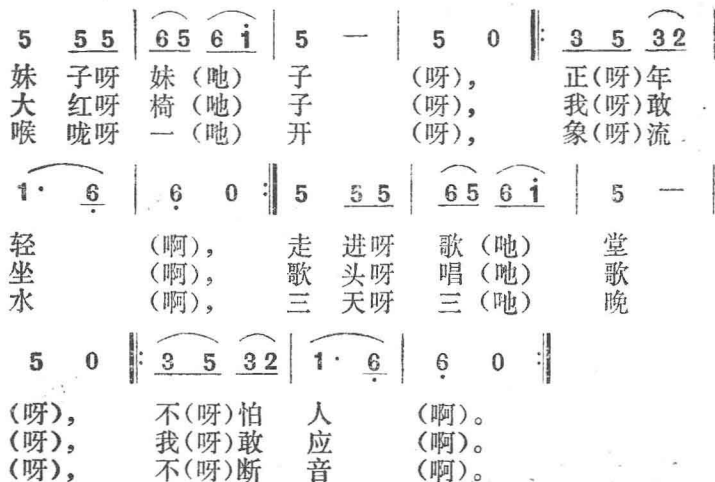 5 5 5 | 6 5 6 i | 5 — | 5 0 ‖: 3 5 3 2 |
妹 子呀 妹（吔） 子 （呀）， 正（呀）年
大 红呀 椅（吔） 子 （呀）， 我（呀）敢
喉 咙呀 一（吔） 开 （呀）， 象（呀）流
1· 6 | 6 0 :‖ 5 5 5 | 6 5 6 i | 5 — |
轻 （啊）， 走 进呀 歌（吔） 堂
坐 （啊）， 歌 头呀 唱（吔） 歌
水 （啊）， 三 天呀 三（吔） 晚
5 0 ‖: 3 5 3 2 | 1· 6 | 6 0 :‖
（呀）， 不（呀）怕 人 （啊）。
（呀）， 我（呀）敢 应 （啊）。
（呀）， 不（呀）断 音 （啊）。